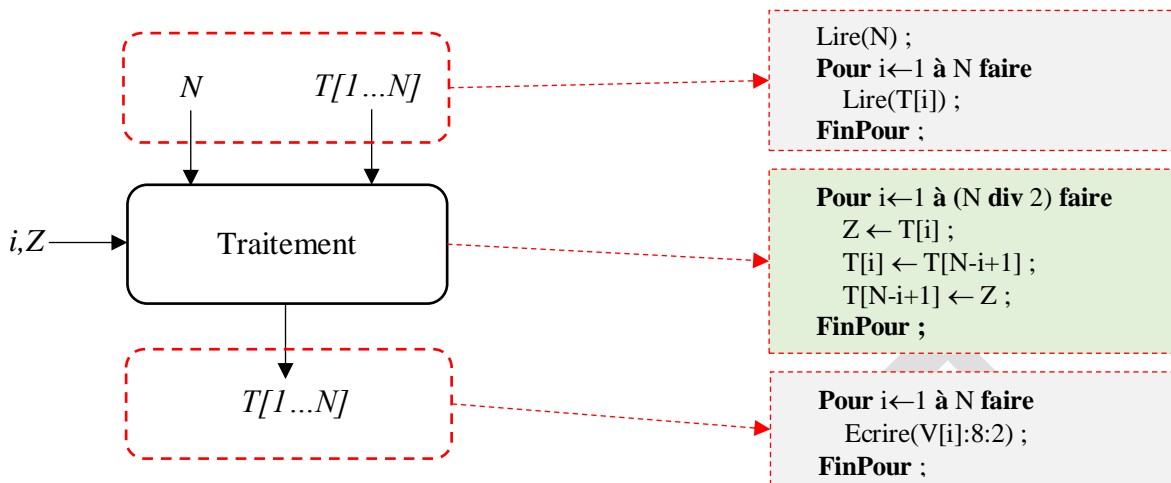 N
T[1…N]
Lire(N) ;
Pour i←1 à N faire
Lire(T[i]) ;
FinPour ;
i,Z
Traitement
Pour i←1 à (N div 2) faire
Z ← T[i] ;
T[i] ← T[N-i+1] ;
T[N-i+1] ← Z ;
FinPour ;
T[1…N]
Pour i←1 à N faire
Ecrire(V[i]:8:2) ;
FinPour ;